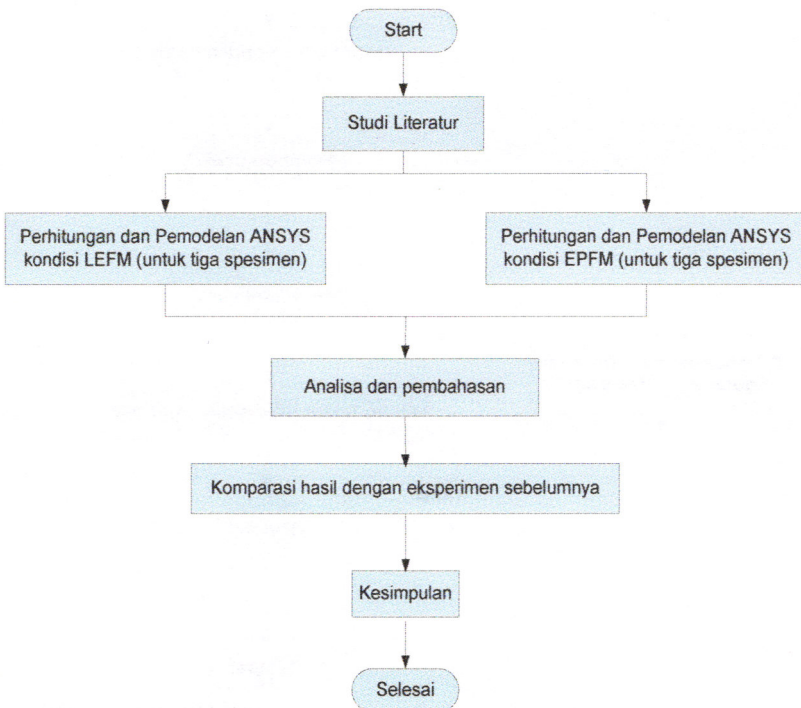 Start
Studi Literatur
Perhitungan dan Pemodelan ANSYS
kondisi LEFM (untuk tiga spesimen)
Perhitungan dan Pemodelan ANSYS
kondisi EPFM (untuk tiga spesimen)
Analisa dan pembahasan
Komparasi hasil dengan eksperimen sebelumnya
Kesimpulan
Selesai